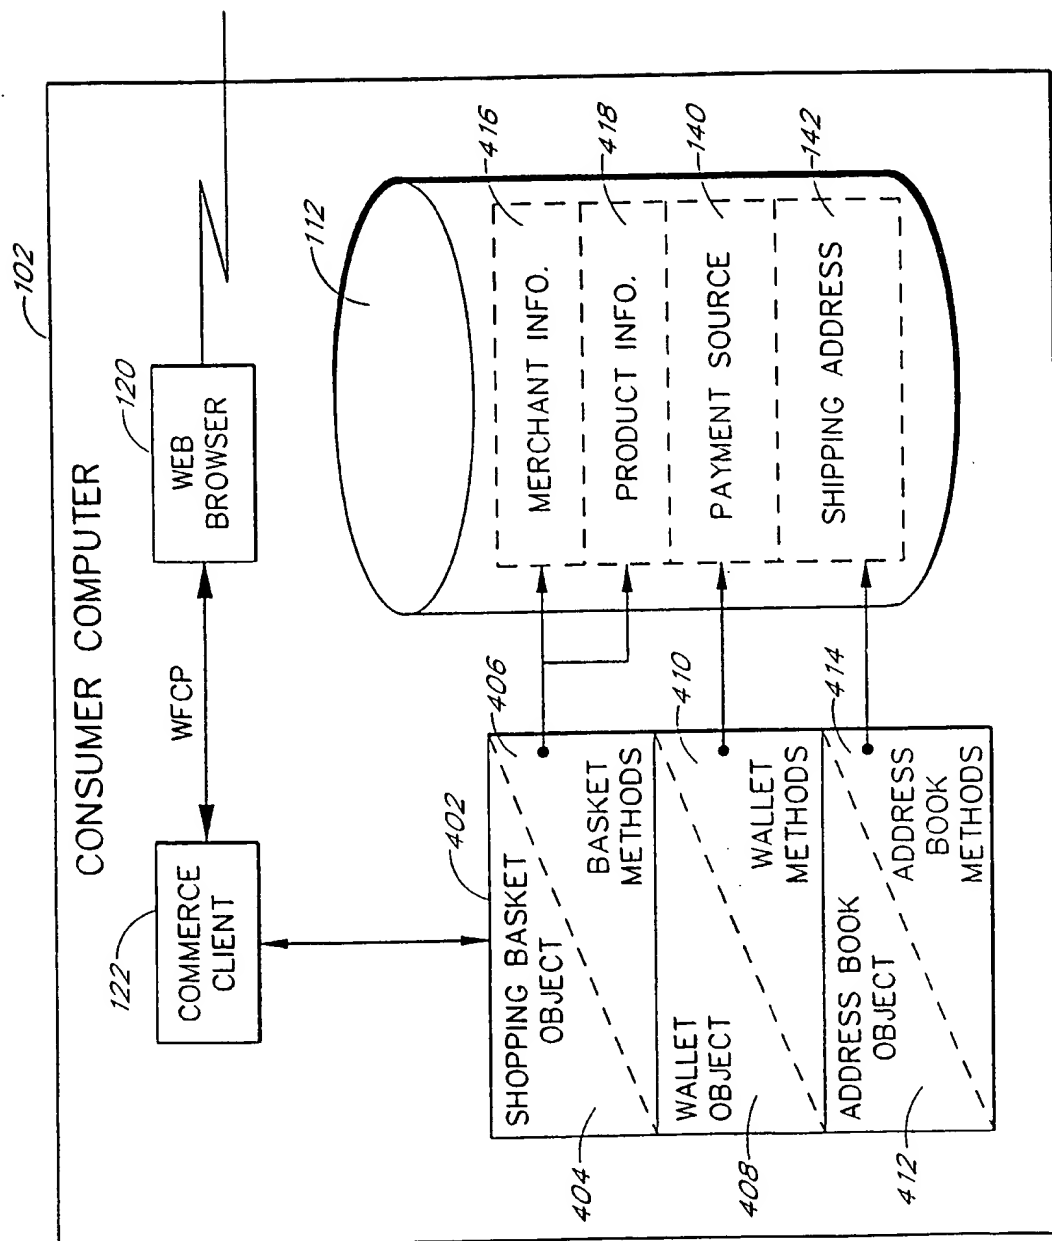 CONSUMER COMPUTER
102
122
COMMERCE
CLIENT
WFCP
120
WEB
BROWSER
402
404
SHOPPING BASKET
OBJECT
406
BASKET
METHODS
408
WALLET
OBJECT
410
WALLET
METHODS
412
ADDRESS BOOK
OBJECT
414
ADDRESS
BOOK
METHODS
112
MERCHANT INFO.
416
PRODUCT INFO.
418
PAYMENT SOURCE
140
SHIPPING ADDRESS
142